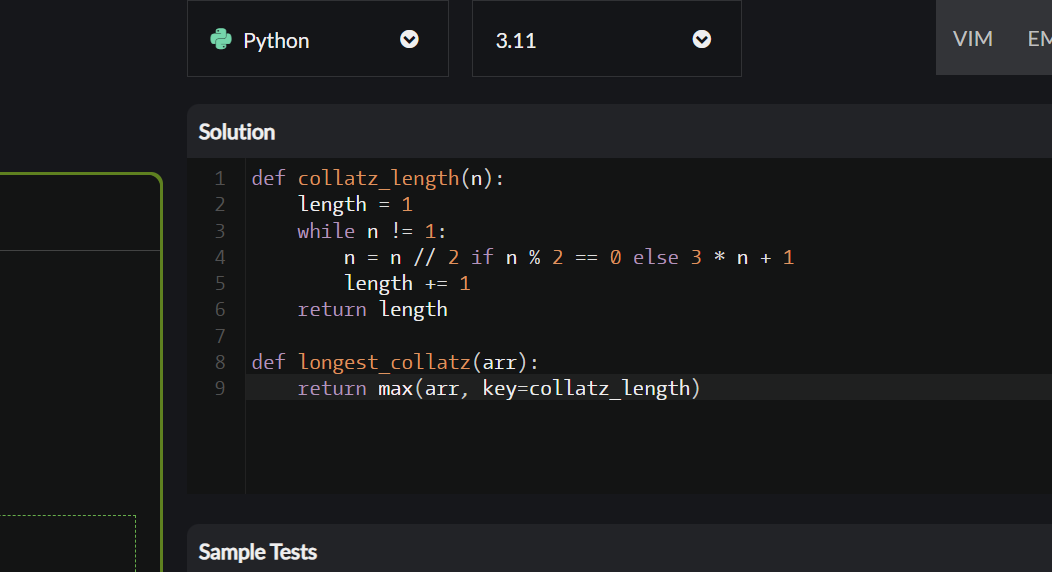 Python
3.11
VIM
EM
Solution
1 def collatz_length(n):
2     length = 1
3     while n != 1:
4         n = n // 2 if n % 2 == 0 else 3 * n + 1
5         length += 1
6     return length
7
8 def longest_collatz(arr):
9     return max(arr, key=collatz_length)
Sample Tests